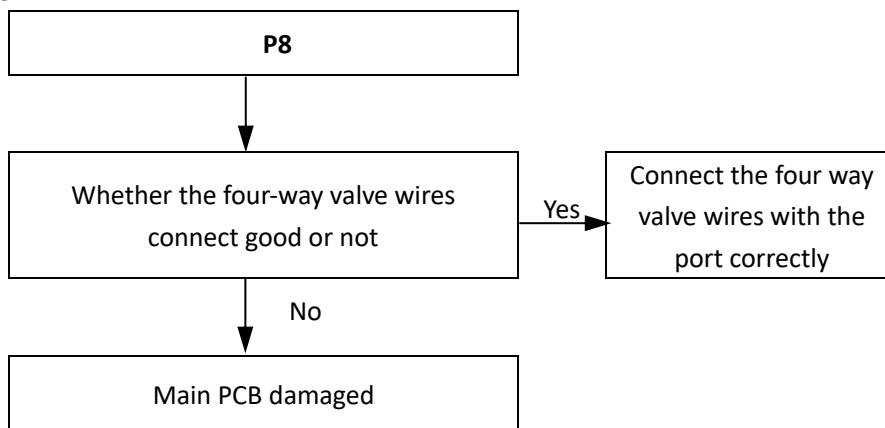 P8
Whether the four-way valve wires
connect good or not
Yes
Connect the four way
valve wires with the
port correctly
No
Main PCB damaged